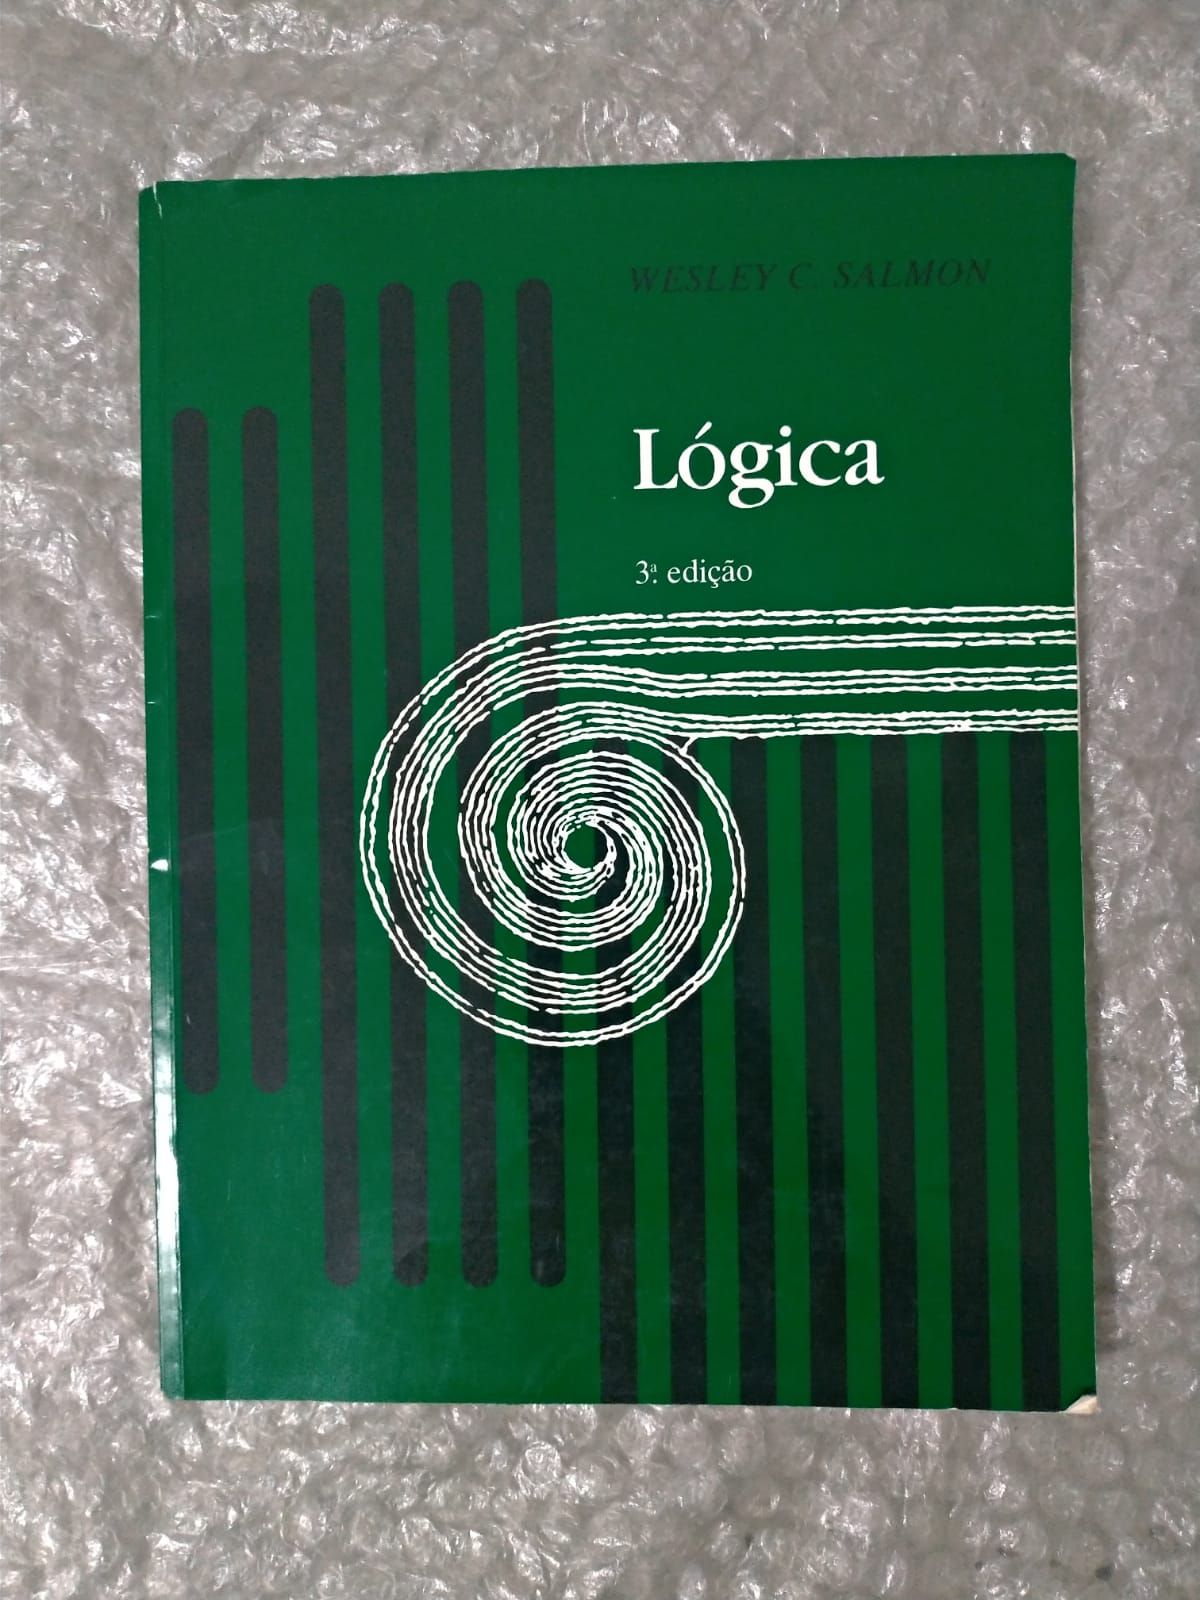 WESLEY C. SALMON
Lógica
3ª. edição